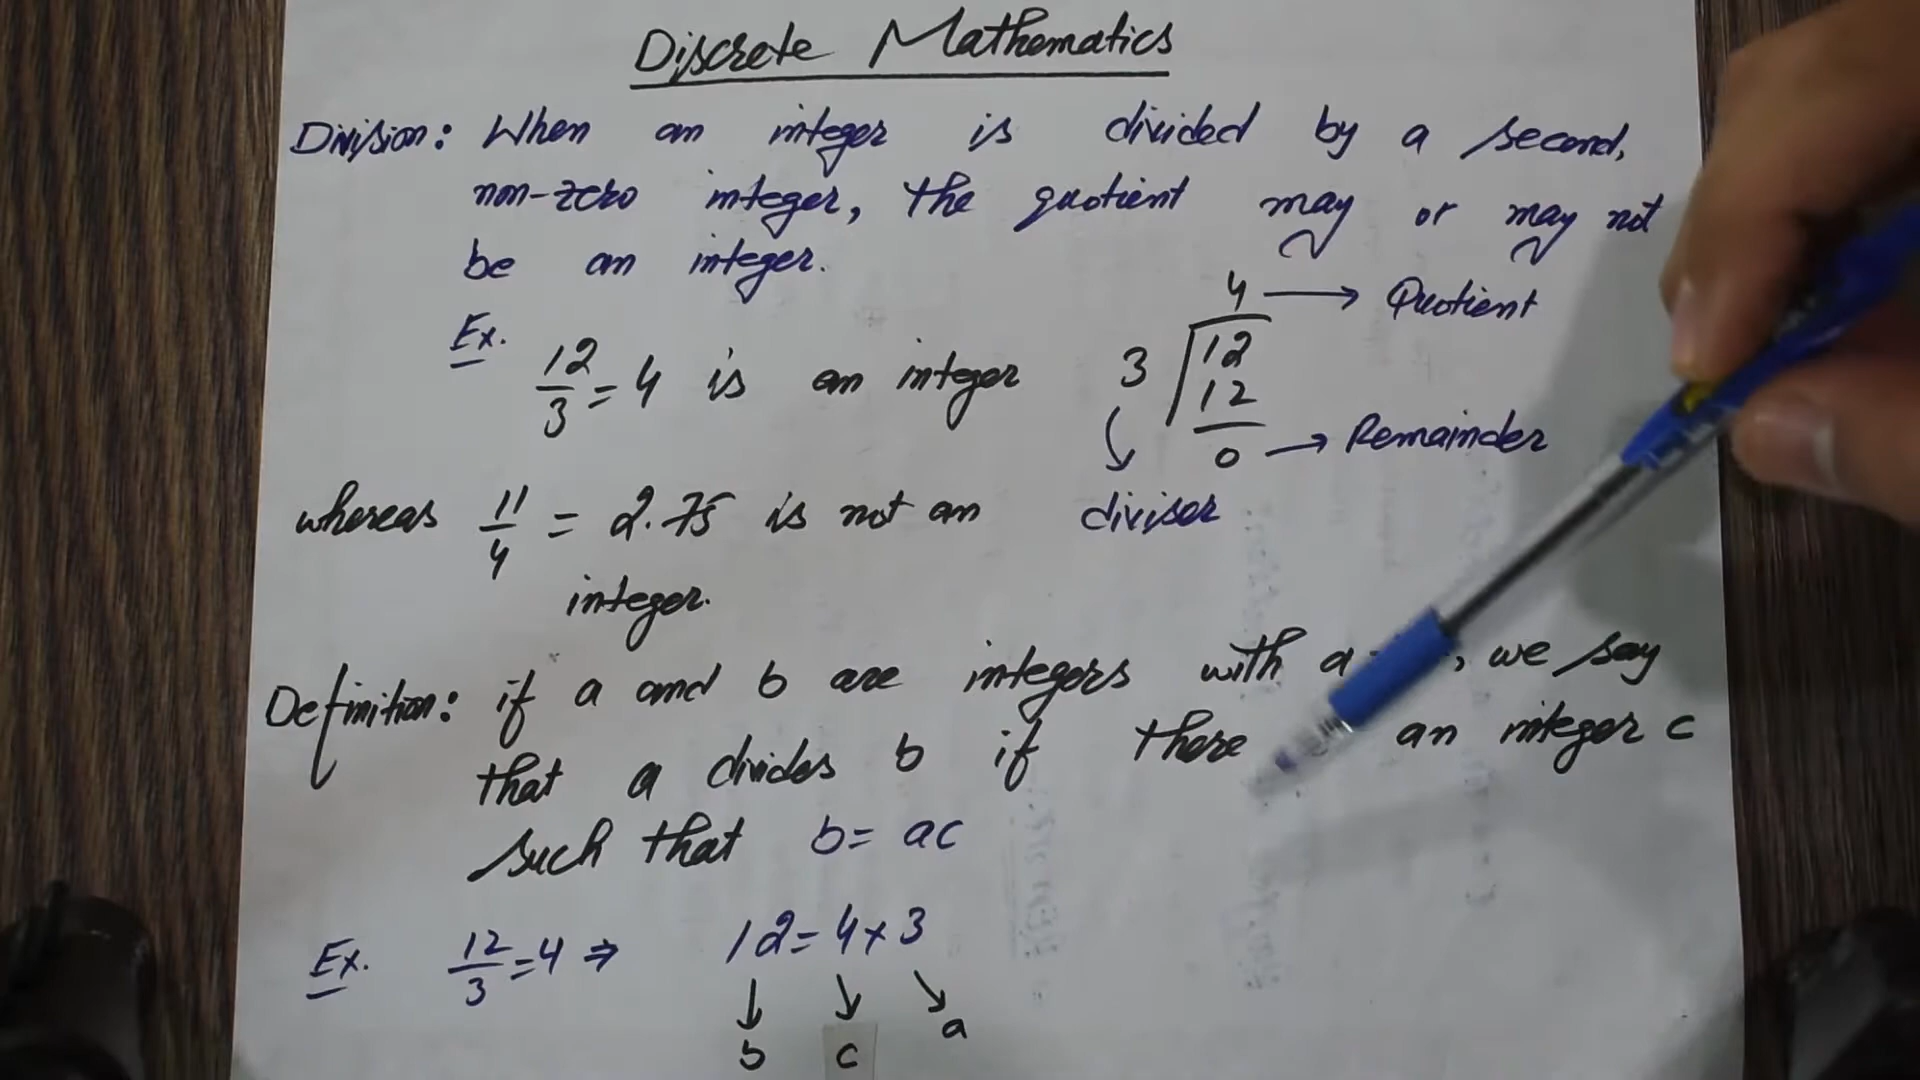 Discrete Mathematics
Division: When an integer is divided by a second,
non-zero integer, the quotient may or may not
be an integer.
4 → Quotient
Ex. 12/3 = 4 is an integer
3 12
12
0 → Remainder
divisor
whereas 11/4 = 2.75 is not an
integer.
Definition: if a and b are integers with a , we say
that a divides b if there an integer c
such that b = ac
Ex. 12/3 = 4 ⇒ 12 = 4 × 3
b c a